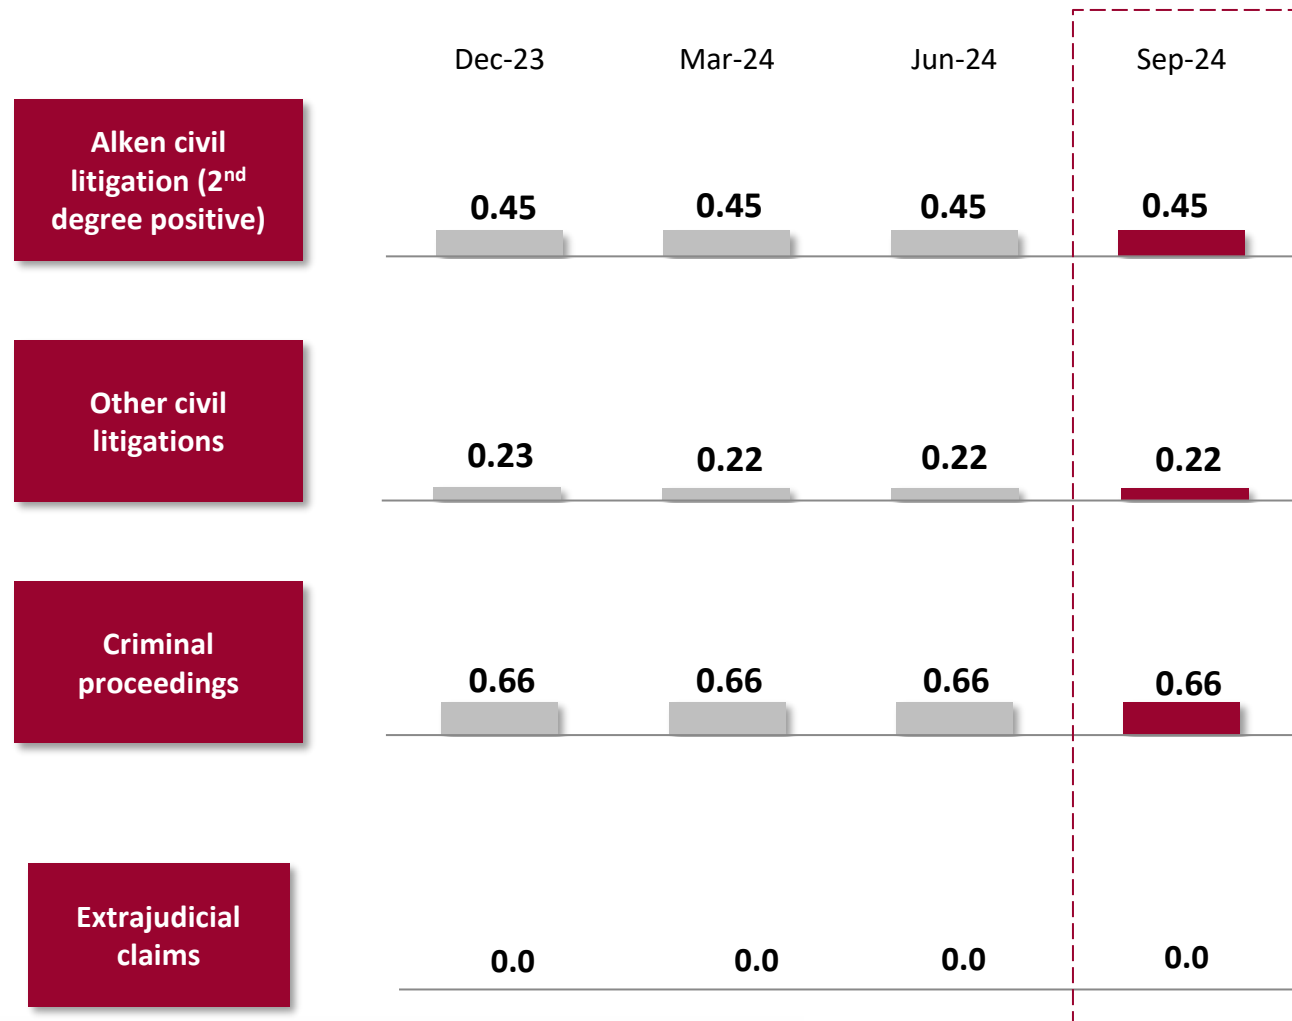 Dec-23 Mar-24 Jun-24 Sep-24
Alken civil
litigation (2nd
degree positive)
0.45 0.45 0.45 0.45
Other civil
litigations
0.23 0.22 0.22 0.22
Criminal
proceedings
0.66 0.66 0.66 0.66
Extrajudicial
claims
0.0 0.0 0.0 0.0